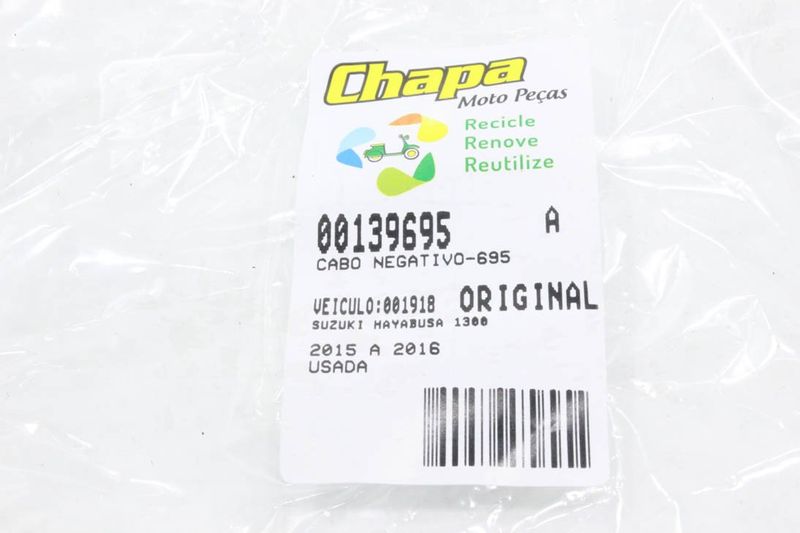 Chapa
Moto Peças
Recicle
Renove
Reutilize
00139695 A
CABO NEGATIVO-695
VEICULO:001918 ORIGINAL
SUZUKI HAYABUSA 1300
2015 A 2016
USADA